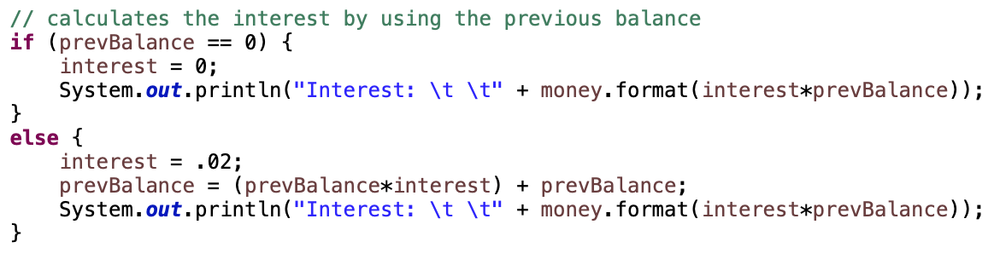 // calculates the interest by using the previous balance
if (prevBalance == 0) {
    interest = 0;
    System.out.println("Interest: \t \t" + money.format(interest*prevBalance));
}
else {
    interest = .02;
    prevBalance = (prevBalance*interest) + prevBalance;
    System.out.println("Interest: \t \t" + money.format(interest*prevBalance));
}